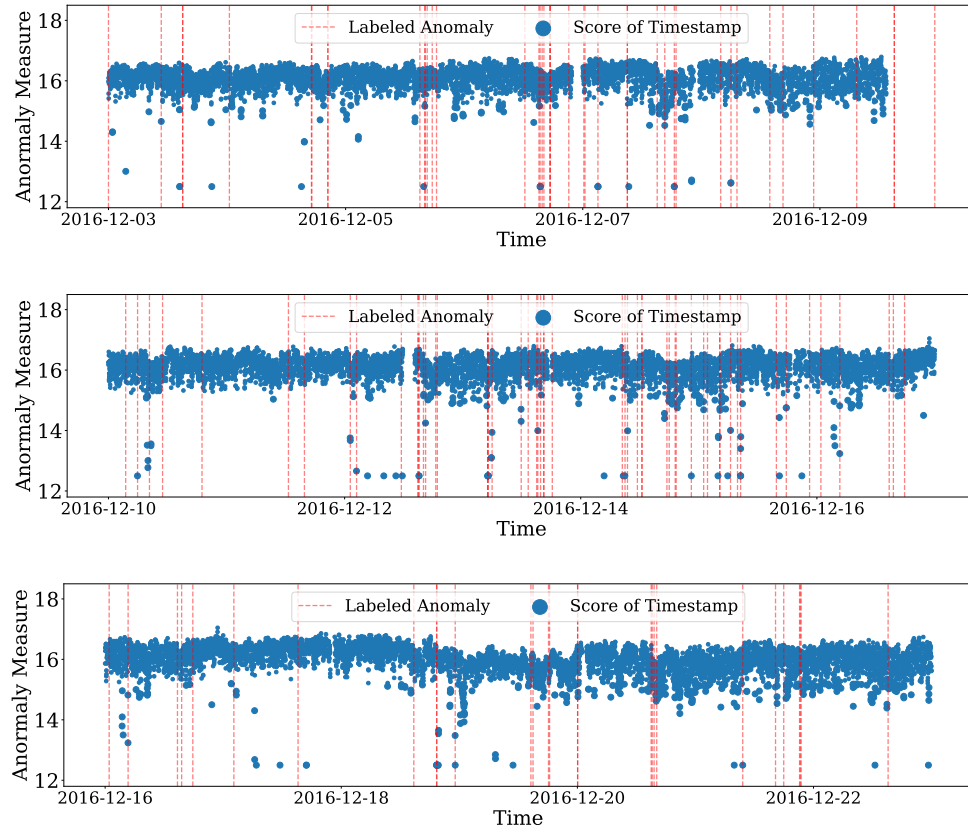 18
16
14
12
Anormaly Measure
Labeled Anomaly
Score of Timestamp
2016-12-03
2016-12-05
2016-12-07
2016-12-09
Time
18
16
14
12
Anormaly Measure
Labeled Anomaly
Score of Timestamp
2016-12-10
2016-12-12
2016-12-14
2016-12-16
Time
18
16
14
12
Anormaly Measure
Labeled Anomaly
Score of Timestamp
2016-12-16
2016-12-18
2016-12-20
2016-12-22
Time